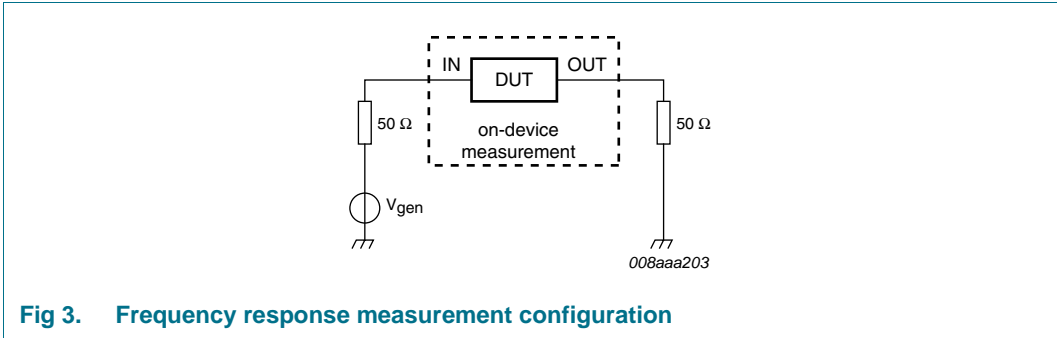 IN
DUT
OUT
50 Ω
on-device
measurement
50 Ω
Vgen
008aaa203
Fig 3. Frequency response measurement configuration